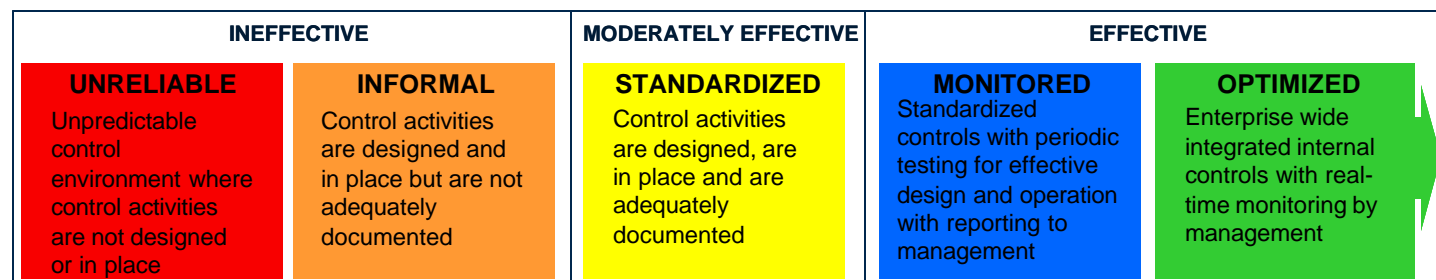 INEFFECTIVE
MODERATELY EFFECTIVE
EFFECTIVE
UNRELIABLE
Unpredictable
control
environment where
control activities
are not designed
or in place
INFORMAL
Control activities
are designed and
in place but are not
adequately
documented
STANDARDIZED
Control activities
are designed, are
in place and are
adequately
documented
MONITORED
Standardized
controls with periodic
testing for effective
design and operation
with reporting to
management
OPTIMIZED
Enterprise wide
integrated internal
controls with real-
time monitoring by
management